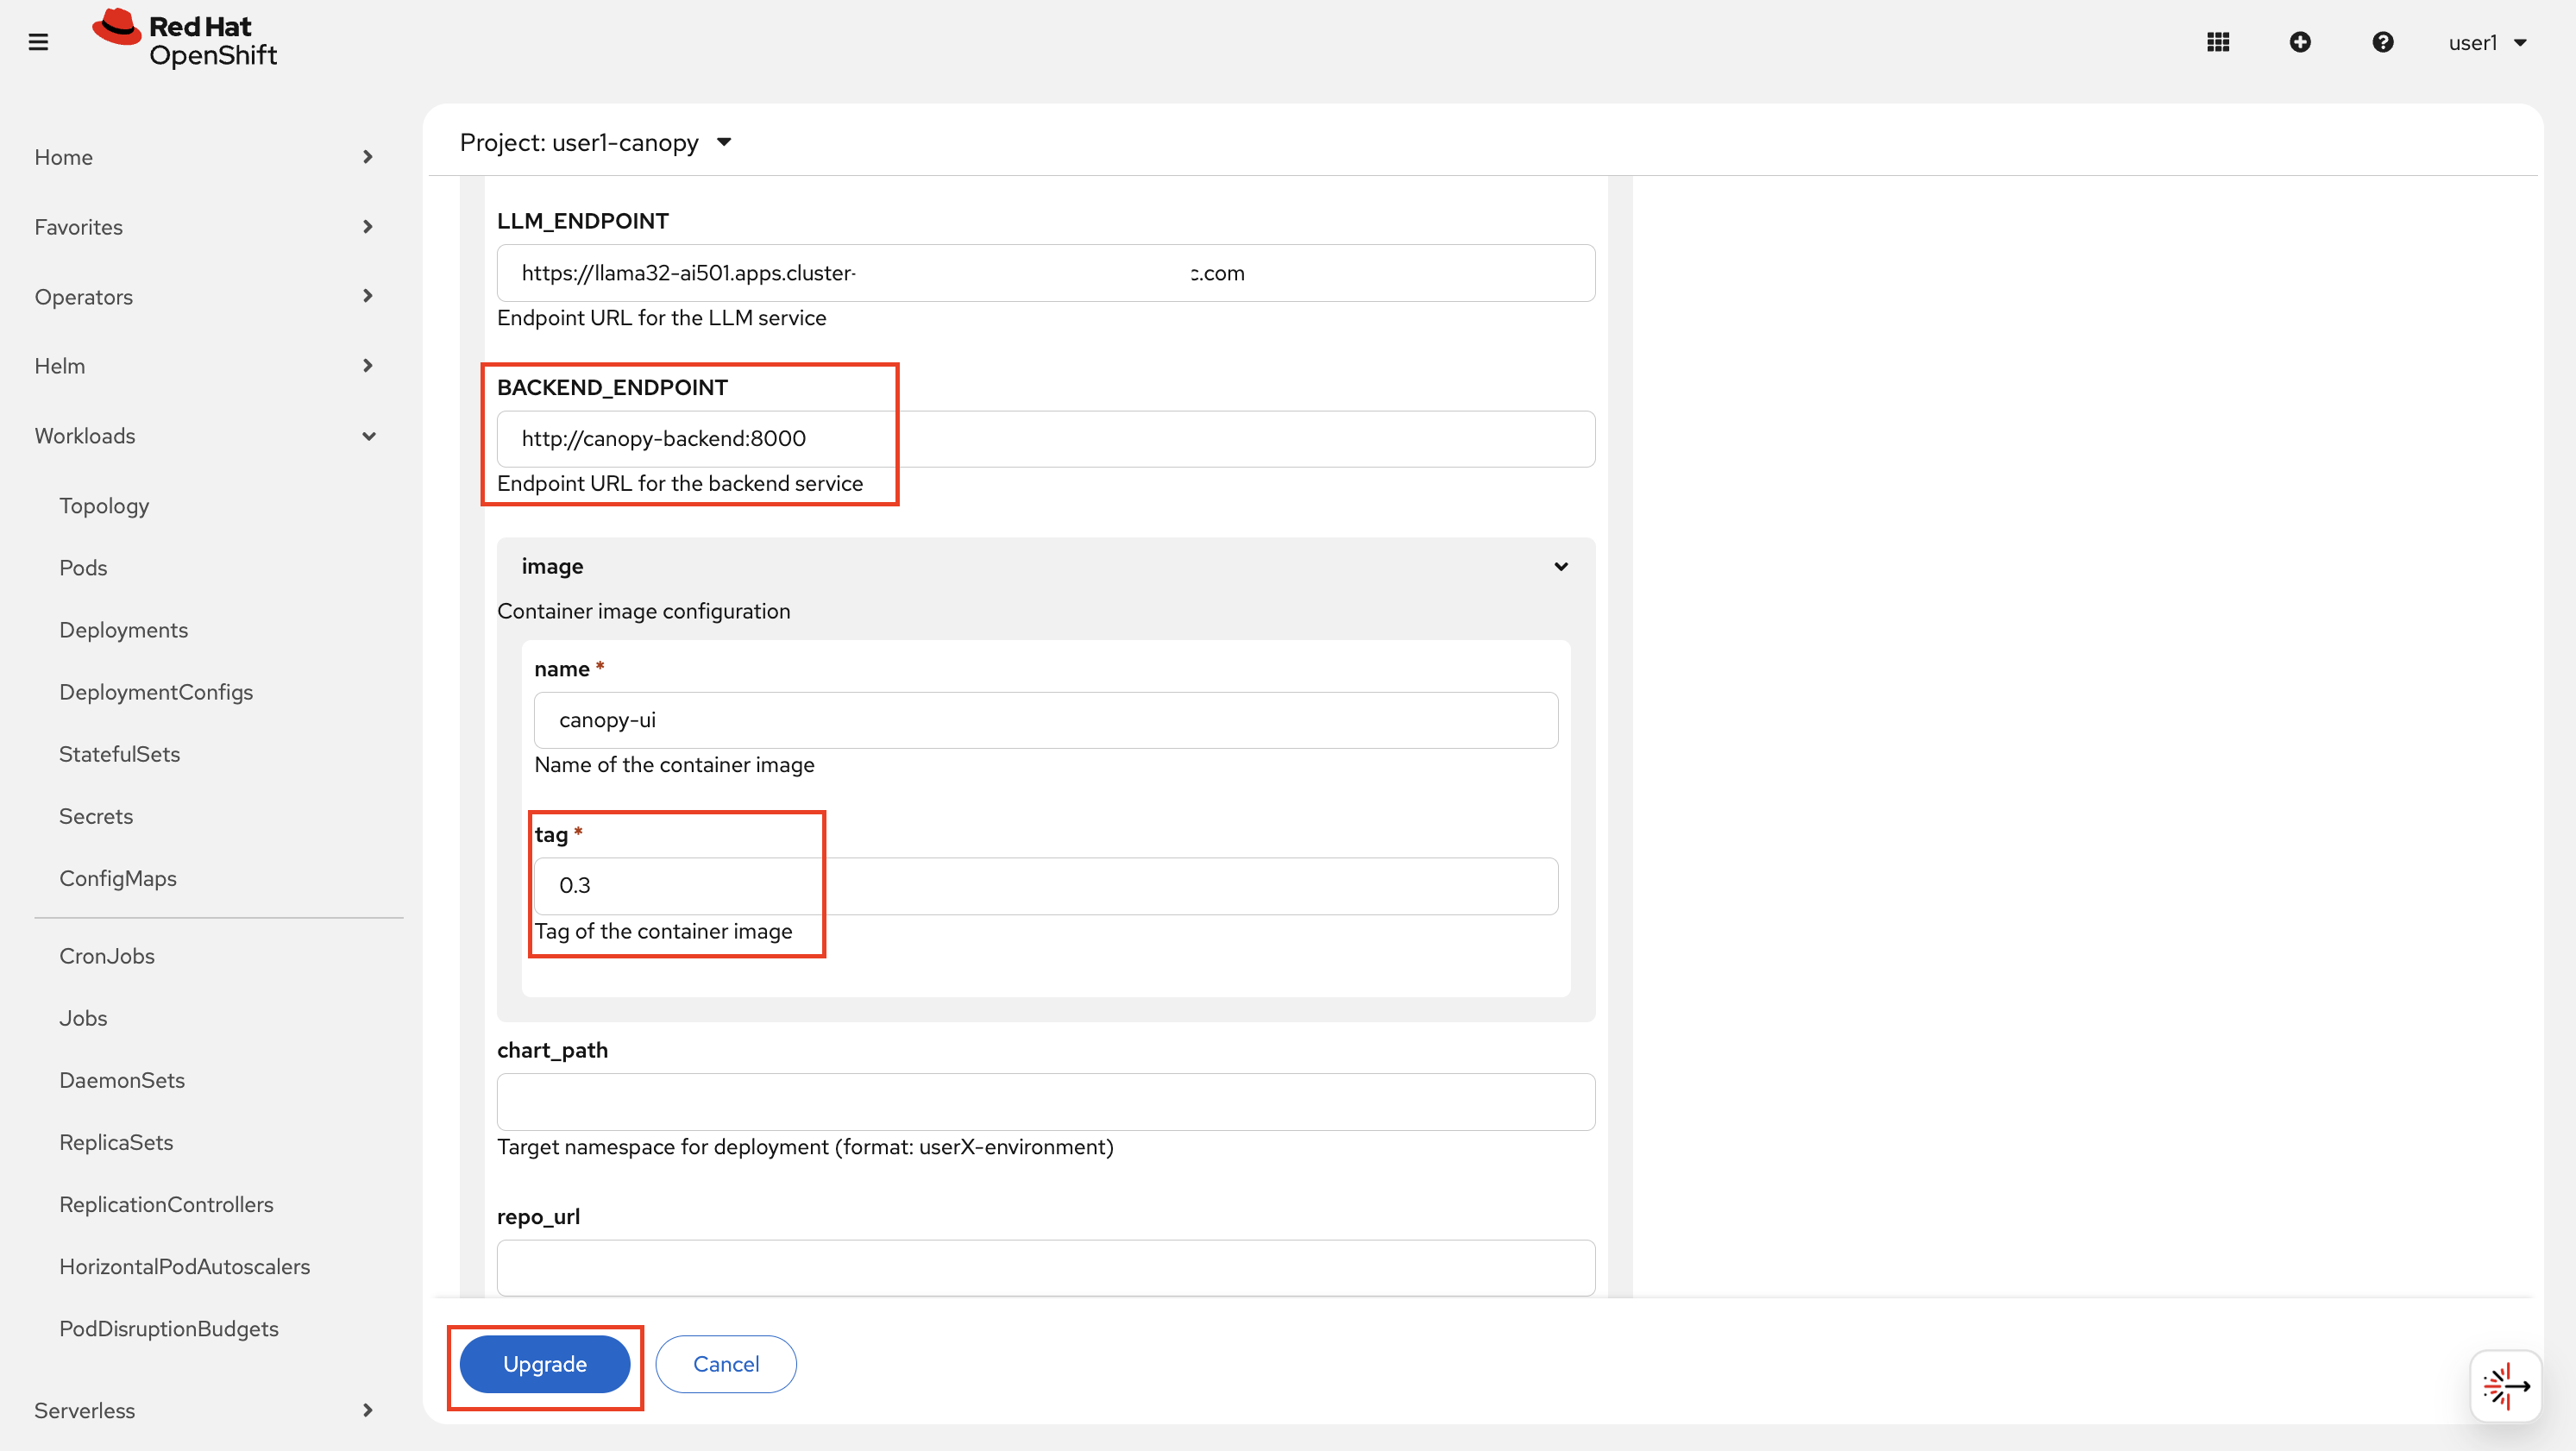 Red Hat
OpenShift
user1
Home
Favorites
Operators
Helm
Workloads
Topology
Pods
Deployments
DeploymentConfigs
StatefulSets
Secrets
ConfigMaps
CronJobs
Jobs
DaemonSets
ReplicaSets
ReplicationControllers
HorizontalPodAutoscalers
PodDisruptionBudgets
Serverless
Project: user1-canopy
LLM_ENDPOINT
https://llama32-ai501.apps.cluster- c.com
Endpoint URL for the LLM service
BACKEND_ENDPOINT
http://canopy-backend:8000
Endpoint URL for the backend service
image
Container image configuration
name *
canopy-ui
Name of the container image
tag *
0.3
Tag of the container image
chart_path
Target namespace for deployment (format: userX-environment)
repo_url
Upgrade
Cancel